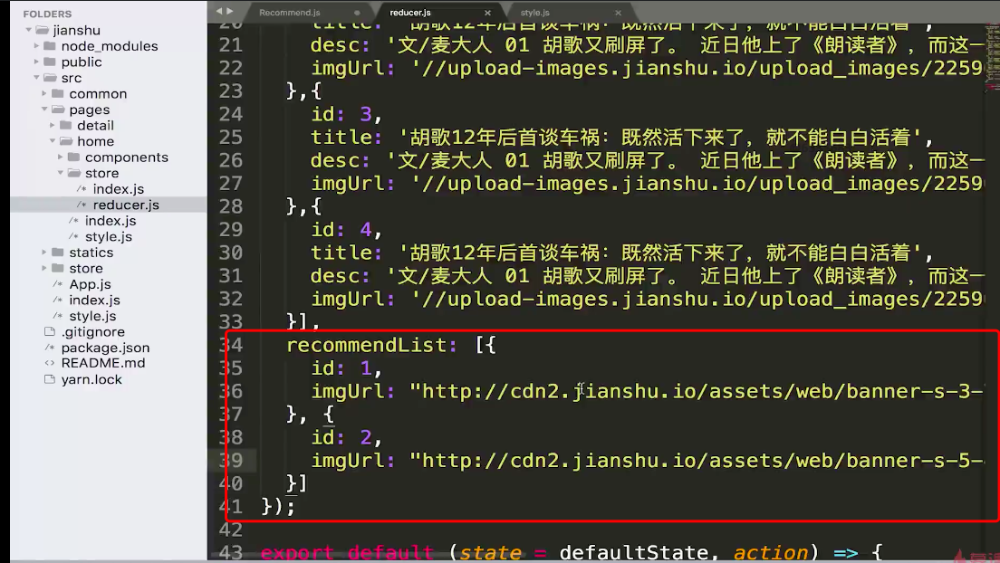 FOLDERS
jianshu
node_modules
public
src
common
pages
detail
home
components
store
index.js
reducer.js
index.js
style.js
statics
store
App.js
index.js
style.js
.gitignore
package.json
README.md
yarn.lock
Recommend.js
reducer.js
style.js
20 title: '胡歌12年后首谈车祸：既然活下来了，就不能白白活着',
21 desc: '文/麦大人 01 胡歌又刷屏了。 近日他上了《朗读者》，而这一
22 imgUrl: '//upload-images.jianshu.io/upload_images/2259
23 },{
24 id: 3,
25 title: '胡歌12年后首谈车祸：既然活下来了，就不能白白活着',
26 desc: '文/麦大人 01 胡歌又刷屏了。 近日他上了《朗读者》，而这一
27 imgUrl: '//upload-images.jianshu.io/upload_images/2259
28 },{
29 id: 4,
30 title: '胡歌12年后首谈车祸：既然活下来了，就不能白白活着',
31 desc: '文/麦大人 01 胡歌又刷屏了。 近日他上了《朗读者》，而这一
32 imgUrl: '//upload-images.jianshu.io/upload_images/2259
33 }],
34 recommendList: [{
35 id: 1,
36 imgUrl: "http://cdn2.jianshu.io/assets/web/banner-s-3-
37 }, {
38 id: 2,
39 imgUrl: "http://cdn2.jianshu.io/assets/web/banner-s-5-
40 }]
41 });
42
43 export default (state = defaultState, action) => {